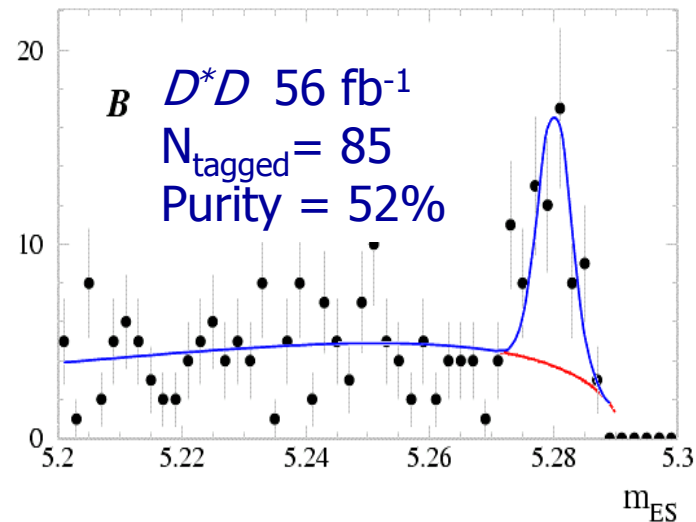 20
B D*D 56 fb-1
Ntagged= 85
Purity = 52%
10
0
5.2 5.22 5.24 5.26 5.28 5.3
mES